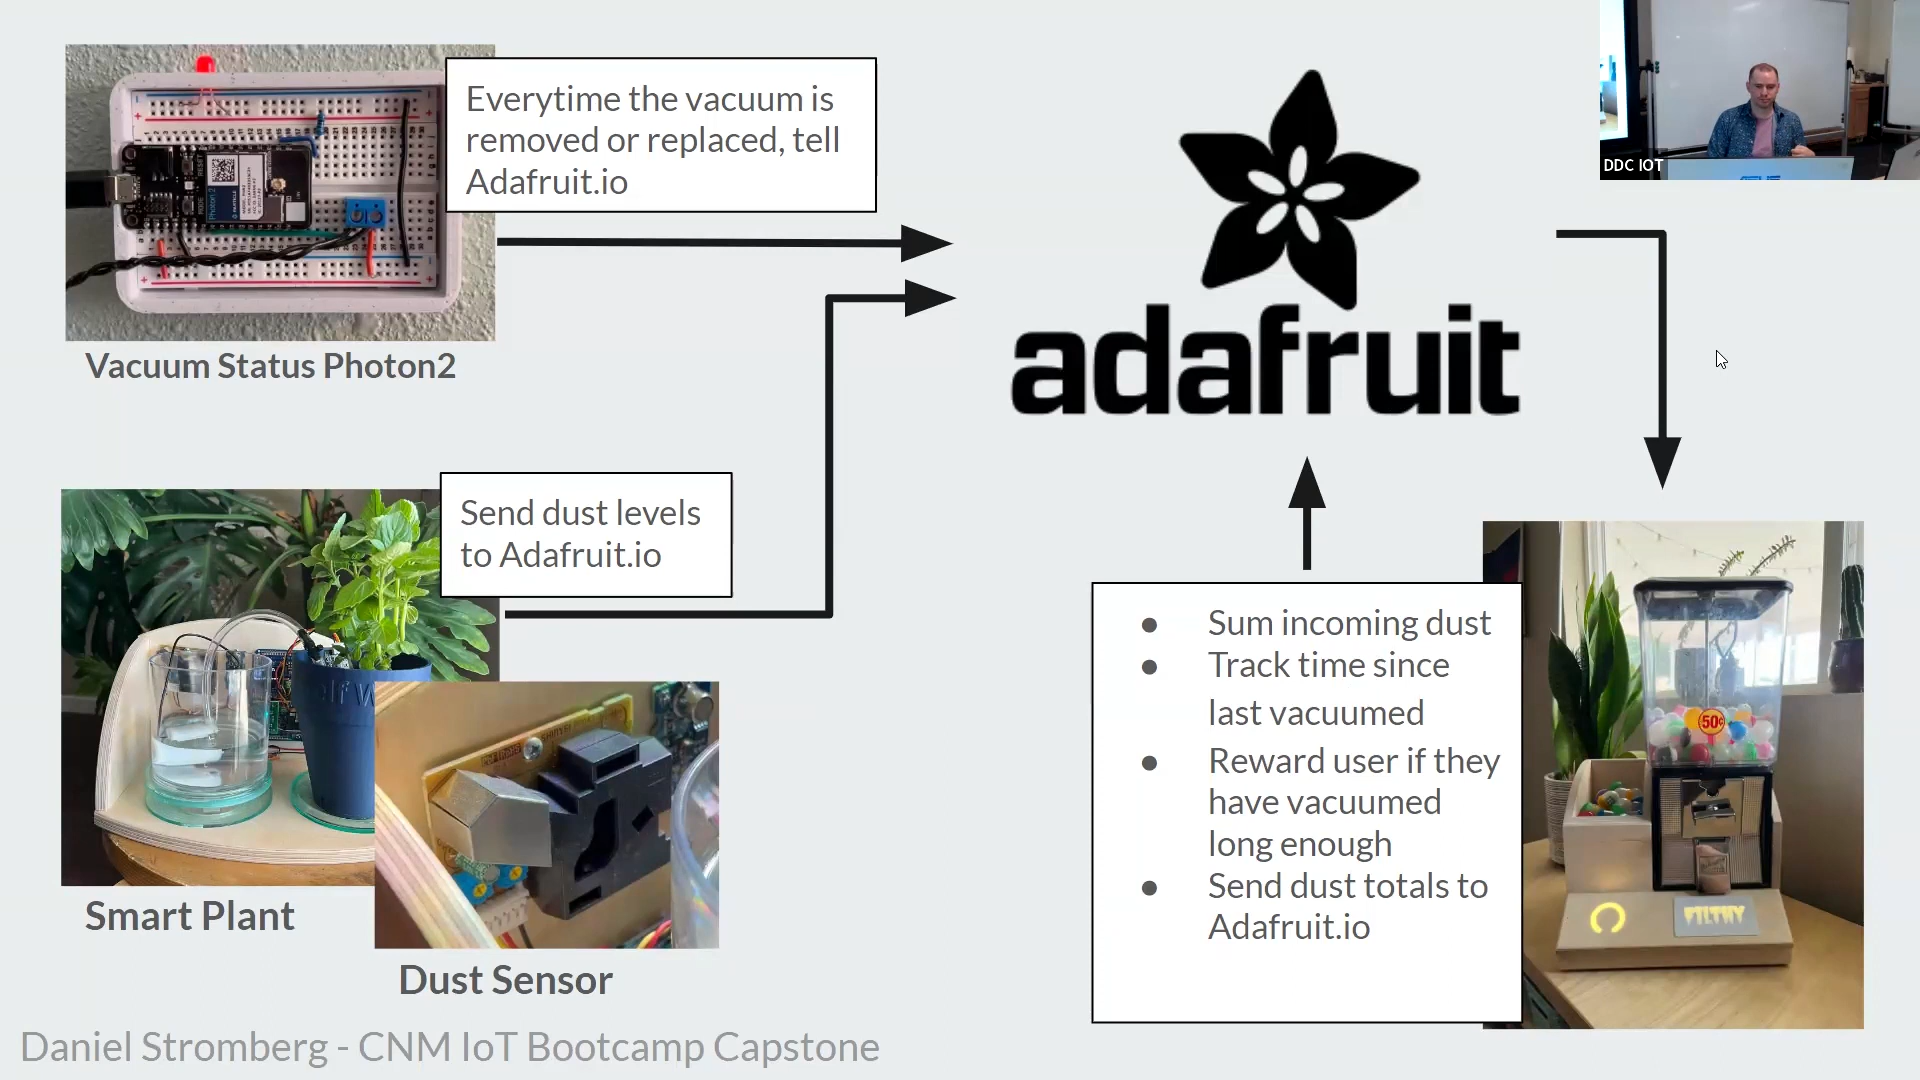 Everytime the vacuum is
removed or replaced, tell
Adafruit.io
DDC IOT
Vacuum Status Photon2
adafruit
Send dust levels
to Adafruit.io
Smart Plant
Dust Sensor
● Sum incoming dust
● Track time since
last vacuumed
● Reward user if they
have vacuumed
long enough
● Send dust totals to
Adafruit.io
50¢
FILTHY
Daniel Stromberg - CNM IoT Bootcamp Capstone